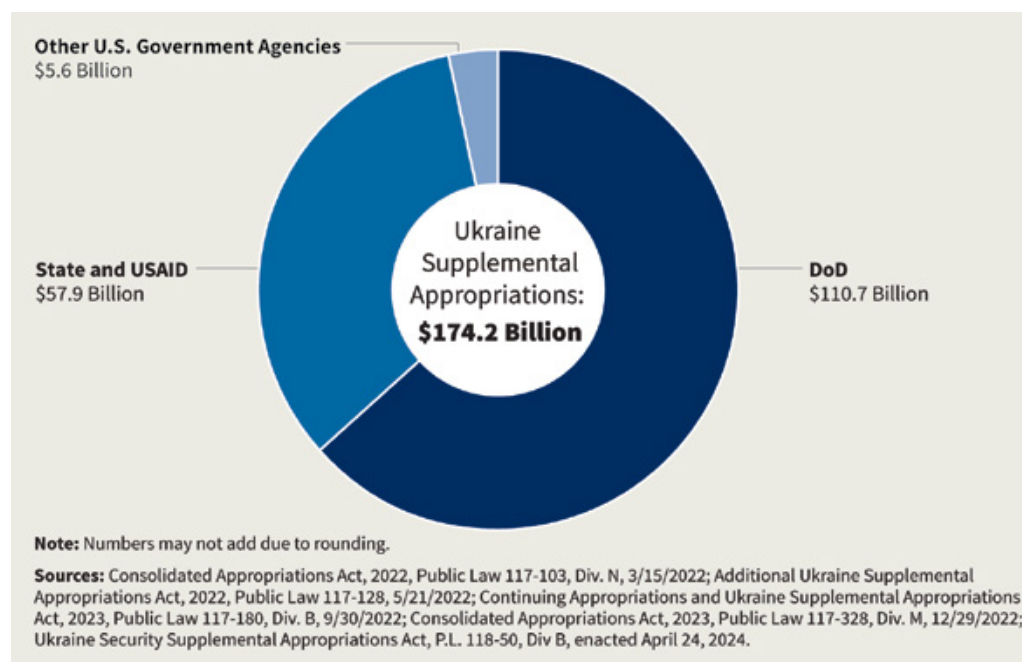 Other U.S. Government Agencies
$5.6 Billion
Ukraine
Supplemental
Appropriations:
$174.2 Billion
State and USAID
$57.9 Billion
DoD
$110.7 Billion
Note: Numbers may not add due to rounding.
Sources: Consolidated Appropriations Act, 2022, Public Law 117-103, Div. N, 3/15/2022; Additional Ukraine Supplemental
Appropriations Act, 2022, Public Law 117-128, 5/21/2022; Continuing Appropriations and Ukraine Supplemental Appropriations
Act, 2023, Public Law 117-180, Div. B, 9/30/2022; Consolidated Appropriations Act, 2023, Public Law 117-328, Div. M, 12/29/2022;
Ukraine Security Supplemental Appropriations Act, P.L. 118-50, Div B, enacted April 24, 2024.